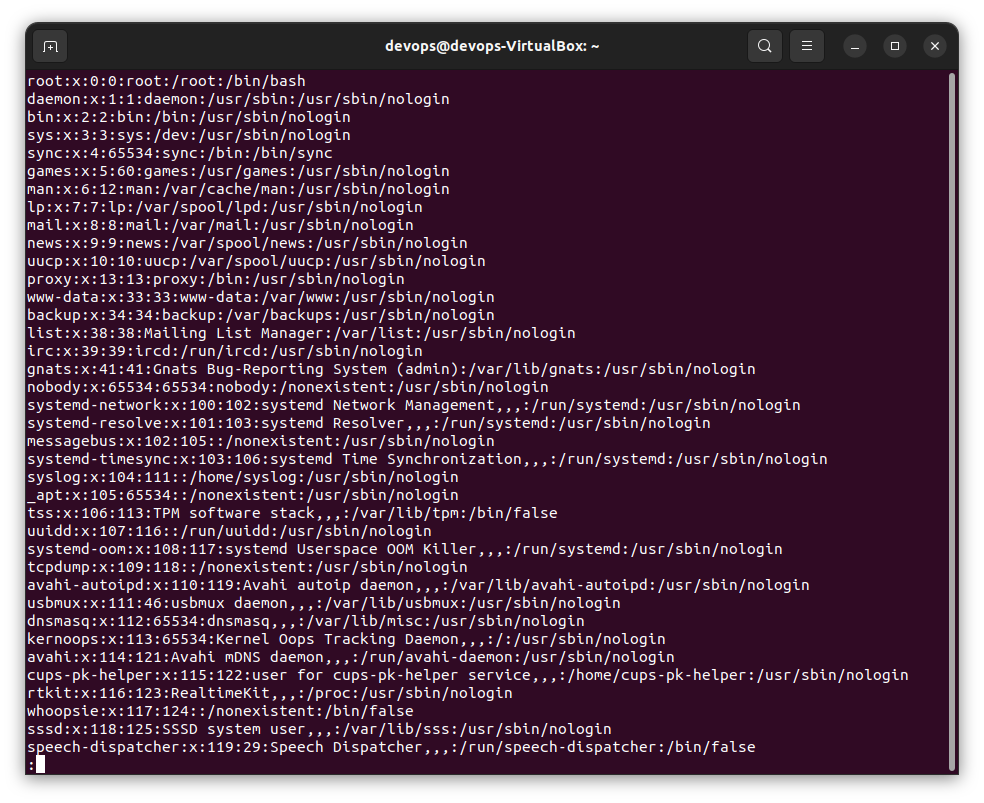 devops@devops-VirtualBox: ~
root:x:0:0:root:/root:/bin/bash
daemon:x:1:1:daemon:/usr/sbin:/usr/sbin/nologin
bin:x:2:2:bin:/bin:/usr/sbin/nologin
sys:x:3:3:sys:/dev:/usr/sbin/nologin
sync:x:4:65534:sync:/bin:/bin/sync
games:x:5:60:games:/usr/games:/usr/sbin/nologin
man:x:6:12:man:/var/cache/man:/usr/sbin/nologin
lp:x:7:7:lp:/var/spool/lpd:/usr/sbin/nologin
mail:x:8:8:mail:/var/mail:/usr/sbin/nologin
news:x:9:9:news:/var/spool/news:/usr/sbin/nologin
uucp:x:10:10:uucp:/var/spool/uucp:/usr/sbin/nologin
proxy:x:13:13:proxy:/bin:/usr/sbin/nologin
www-data:x:33:33:www-data:/var/www:/usr/sbin/nologin
backup:x:34:34:backup:/var/backups:/usr/sbin/nologin
list:x:38:38:Mailing List Manager:/var/list:/usr/sbin/nologin
irc:x:39:39:ircd:/run/ircd:/usr/sbin/nologin
gnats:x:41:41:Gnats Bug-Reporting System (admin):/var/lib/gnats:/usr/sbin/nologin
nobody:x:65534:65534:nobody:/nonexistent:/usr/sbin/nologin
systemd-network:x:100:102:systemd Network Management,,,:/run/systemd:/usr/sbin/nologin
systemd-resolve:x:101:103:systemd Resolver,,,:/run/systemd:/usr/sbin/nologin
messagebus:x:102:105::/nonexistent:/usr/sbin/nologin
systemd-timesync:x:103:106:systemd Time Synchronization,,,:/run/systemd:/usr/sbin/nologin
syslog:x:104:111::/home/syslog:/usr/sbin/nologin
_apt:x:105:65534::/nonexistent:/usr/sbin/nologin
tss:x:106:113:TPM software stack,,,:/var/lib/tpm:/bin/false
uuidd:x:107:116::/run/uuidd:/usr/sbin/nologin
systemd-oom:x:108:117:systemd Userspace OOM Killer,,,:/run/systemd:/usr/sbin/nologin
tcpdump:x:109:118::/nonexistent:/usr/sbin/nologin
avahi-autoipd:x:110:119:Avahi autoip daemon,,,:/var/lib/avahi-autoipd:/usr/sbin/nologin
usbmux:x:111:46:usbmux daemon,,,:/var/lib/usbmux:/usr/sbin/nologin
dnsmasq:x:112:65534:dnsmasq,,,:/var/lib/misc:/usr/sbin/nologin
kernoops:x:113:65534:Kernel Oops Tracking Daemon,,,:/:/usr/sbin/nologin
avahi:x:114:121:Avahi mDNS daemon,,,:/run/avahi-daemon:/usr/sbin/nologin
cups-pk-helper:x:115:122:user for cups-pk-helper service,,,:/home/cups-pk-helper:/usr/sbin/nologin
rtkit:x:116:123:RealtimeKit,,,:/proc:/usr/sbin/nologin
whoopsie:x:117:124::/nonexistent:/bin/false
sssd:x:118:125:SSSD system user,,,:/var/lib/sss:/usr/sbin/nologin
speech-dispatcher:x:119:29:Speech Dispatcher,,,:/run/speech-dispatcher:/bin/false
: